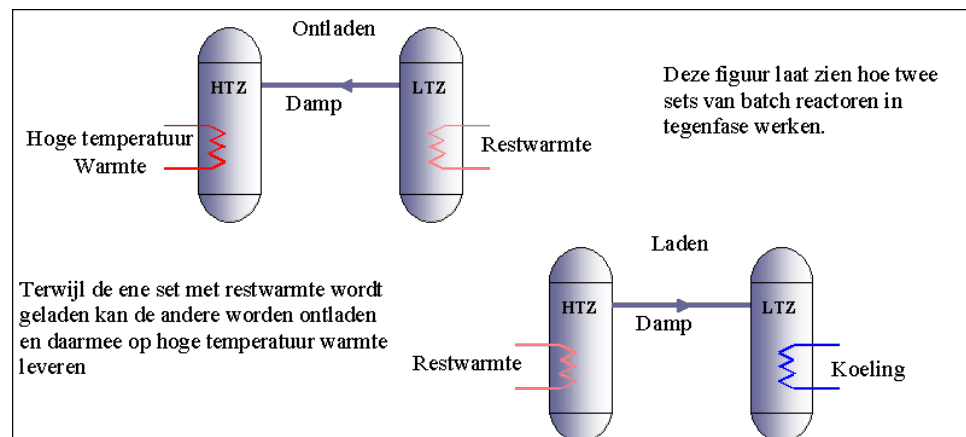 Ontladen
HTZ
LTZ
Damp
Hoge temperatuur
Warmte
Restwarmte
Deze figuur laat zien hoe twee
sets van batch reactoren in
tegenfase werken.
Laden
HTZ
LTZ
Damp
Restwarmte
Koeling
Terwijl de ene set met restwarmte wordt
geladen kan de andere worden ontladen
en daarmee op hoge temperatuur warmte
leveren